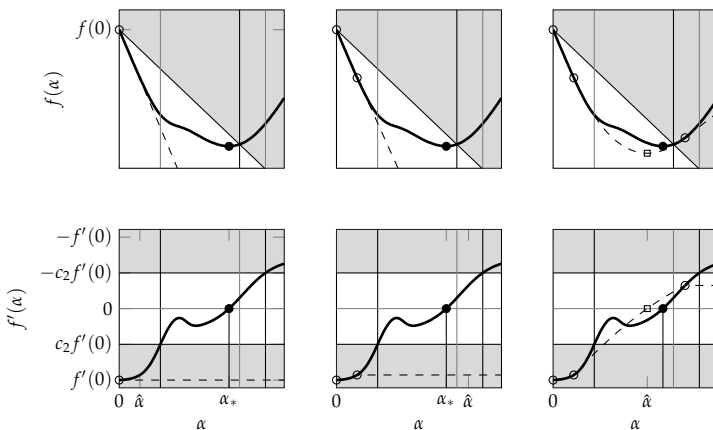 f(0)
f(α)
−f′(0)
−c₂f′(0)
0
c₂f′(0)
f′(0)
f′(α)
0 α̂ α∗
α
0 α∗ α̂
α
0 α̂
α